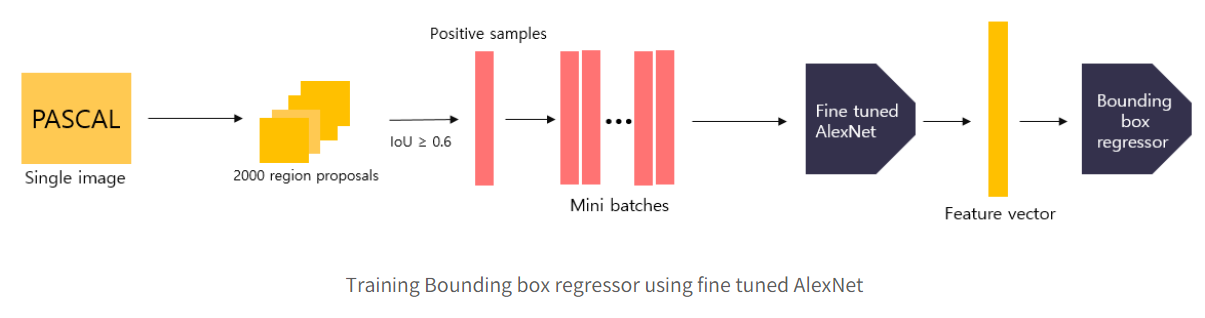 Positive samples
PASCAL
Single image
2000 region proposals
IoU ≥ 0.6
Mini batches
Fine tuned
AlexNet
Feature vector
Bounding
box
regressor
Training Bounding box regressor using fine tuned AlexNet